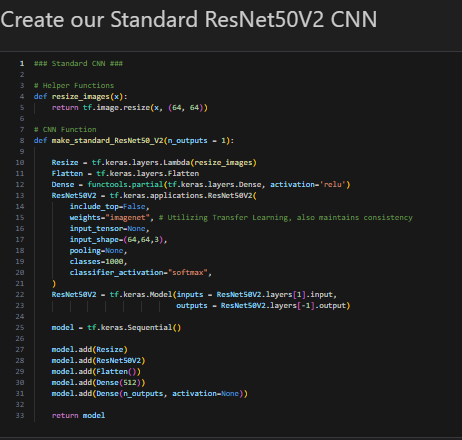 Create our Standard ResNet50V2 CNN
1 ### Standard CNN ###
2
3 # Helper Functions
4 def resize_images(x):
5     return tf.image.resize(x, (64, 64))
6
7 # CNN Function
8 def make_standard_ResNet50_V2(n_outputs = 1):
9
10     Resize = tf.keras.layers.Lambda(resize_images)
11     Flatten = tf.keras.layers.Flatten
12     Dense = functools.partial(tf.keras.layers.Dense, activation='relu')
13     ResNet50V2 = tf.keras.applications.ResNet50V2(
14         include_top=False,
15         weights="imagenet", # Utilizing Transfer Learning, also maintains consistency
16         input_tensor=None,
17         input_shape=(64,64,3),
18         pooling=None,
19         classes=1000,
20         classifier_activation="softmax",
21     )
22     ResNet50V2 = tf.keras.Model(inputs = ResNet50V2.layers[1].input,
23                                 outputs = ResNet50V2.layers[-1].output)
24
25     model = tf.keras.Sequential()
26
27     model.add(Resize)
28     model.add(ResNet50V2)
29     model.add(Flatten())
30     model.add(Dense(512))
31     model.add(Dense(n_outputs, activation=None))
32
33     return model